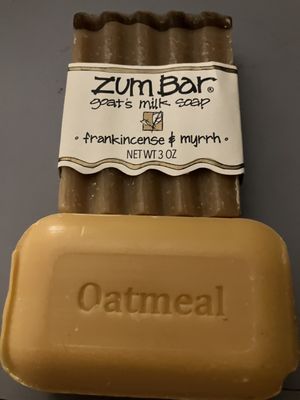 zum Bar®
goat's milk soap
• frankincense & myrrh •
NET WT 3 OZ
Oatmeal